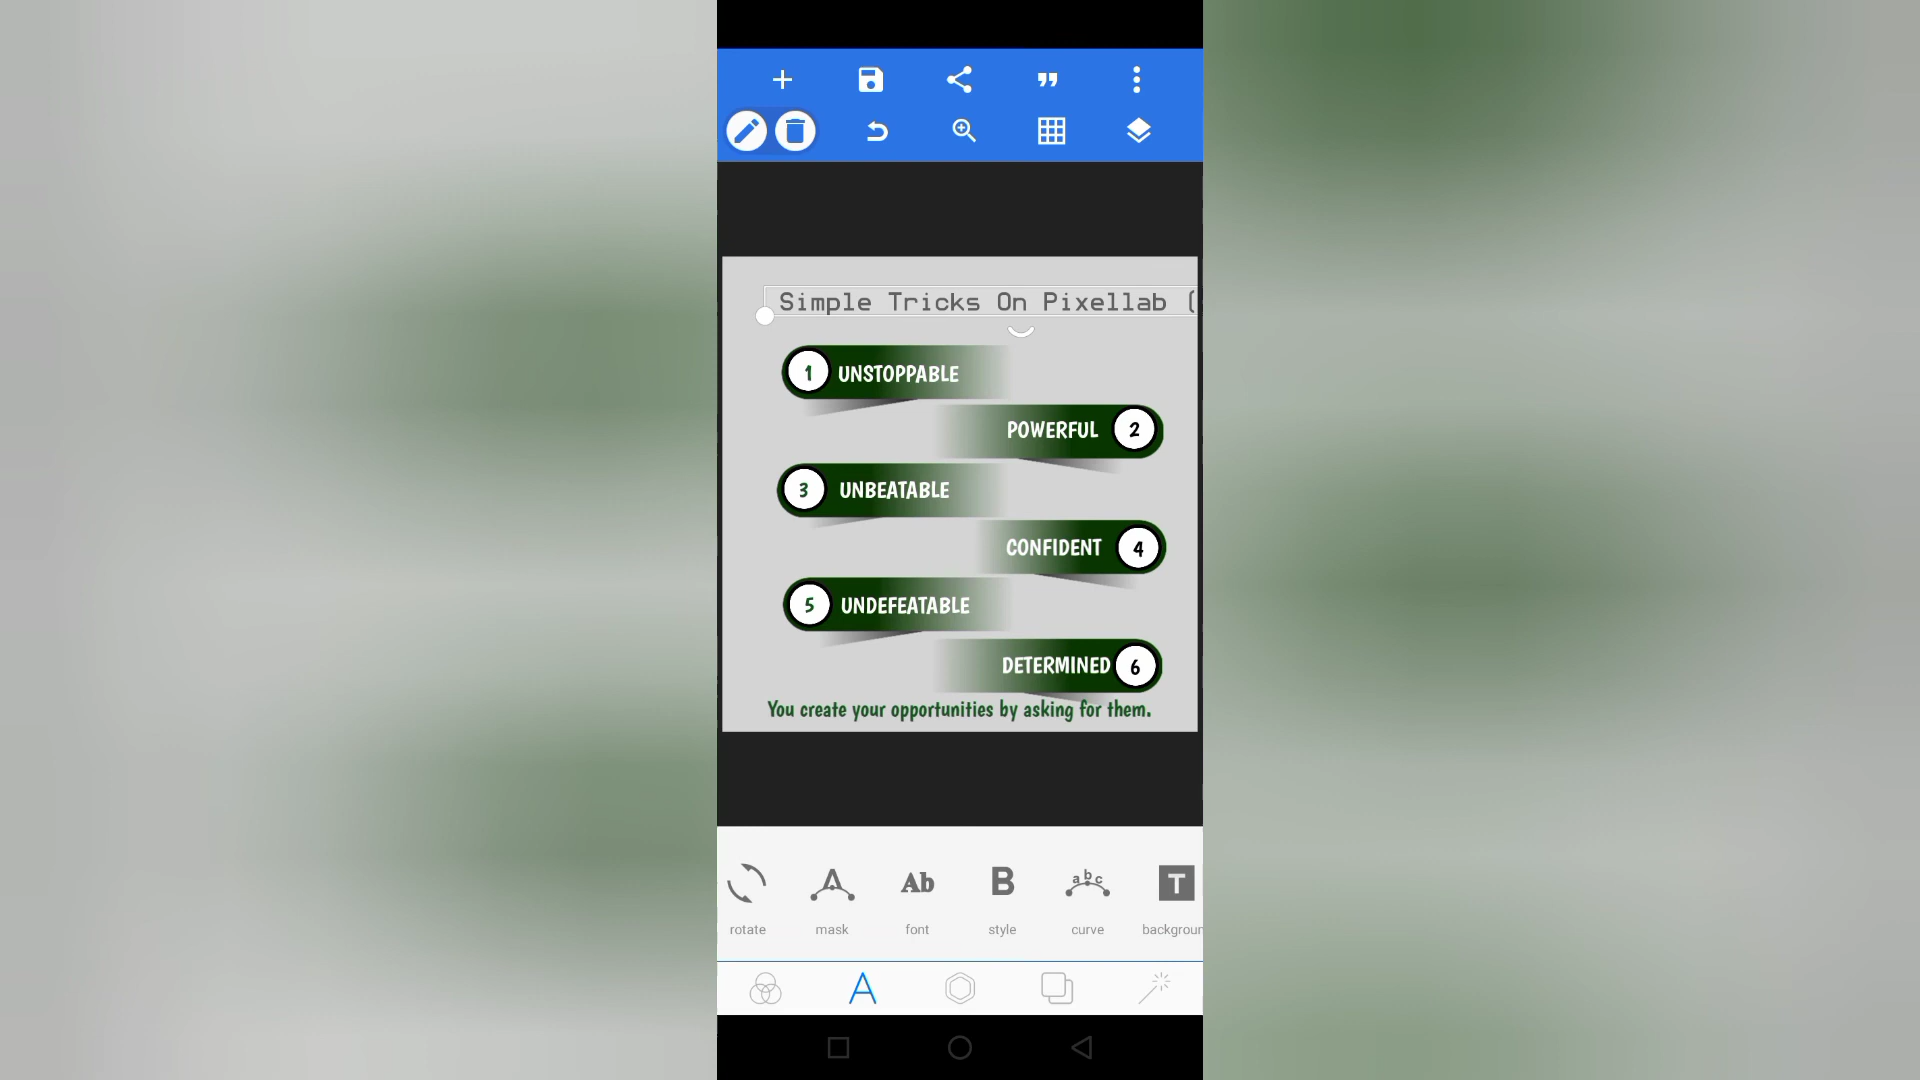 Simple Tricks On Pixellab (
1 UNSTOPPABLE
POWERFUL 2
3 UNBEATABLE
CONFIDENT 4
5 UNDEFEATABLE
DETERMINED 6
You create your opportunities by asking for them.
A Ab B abc T
rotate mask font style curve backgroun
A